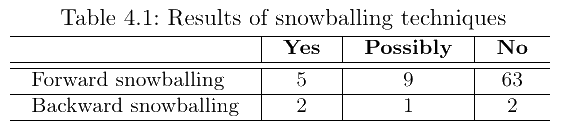 Table 4.1: Results of snowballing techniques
Yes Possibly No
Forward snowballing 5 9 63
Backward snowballing 2 1 2